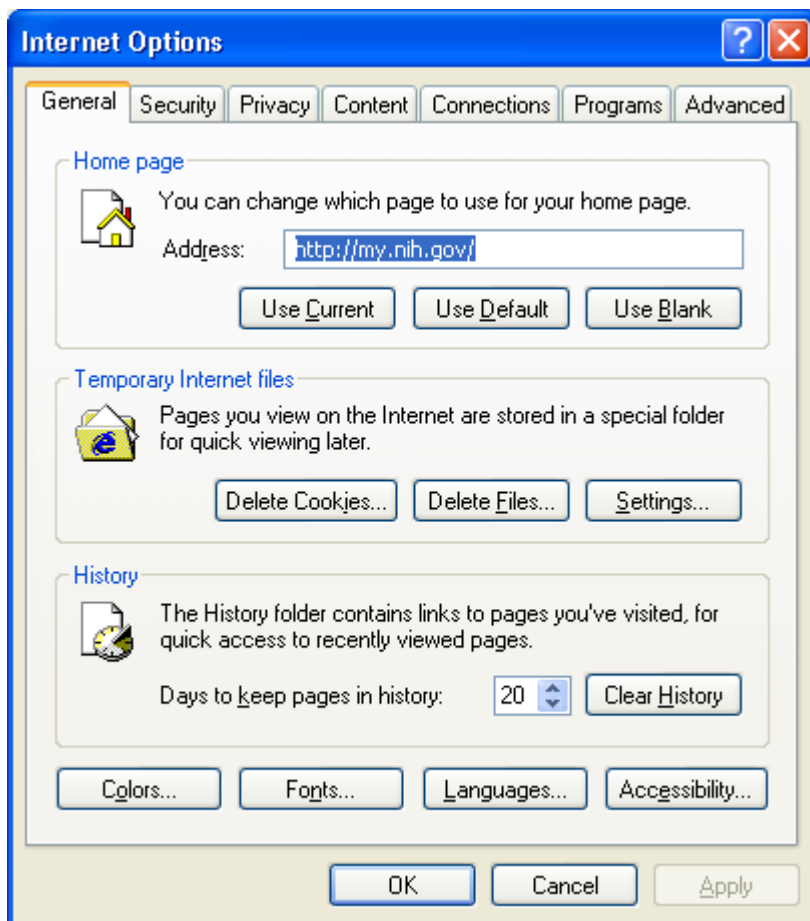 Internet Options
General Security Privacy Content Connections Programs Advanced
Home page
You can change which page to use for your home page.
Address: http://my.nih.gov/
Use Current Use Default Use Blank
Temporary Internet files
Pages you view on the Internet are stored in a special folder
for quick viewing later.
Delete Cookies... Delete Files... Settings...
History
The History folder contains links to pages you've visited, for
quick access to recently viewed pages.
Days to keep pages in history: 20 Clear History
Colors... Fonts... Languages... Accessibility...
OK Cancel Apply